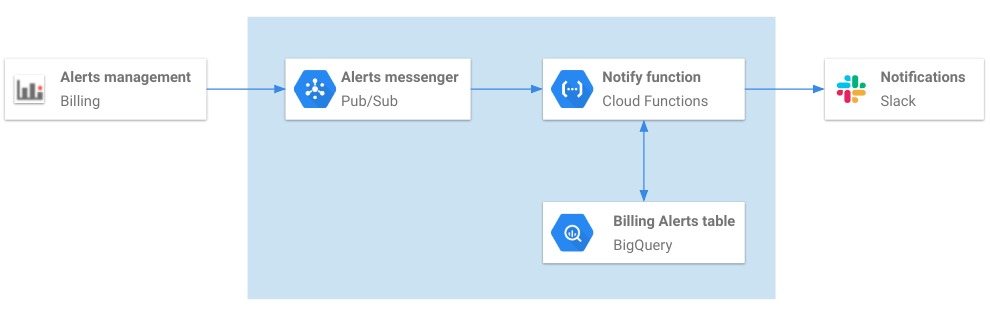 Alerts management
Billing
Alerts messenger
Pub/Sub
Notify function
Cloud Functions
Notifications
Slack
Billing Alerts table
BigQuery